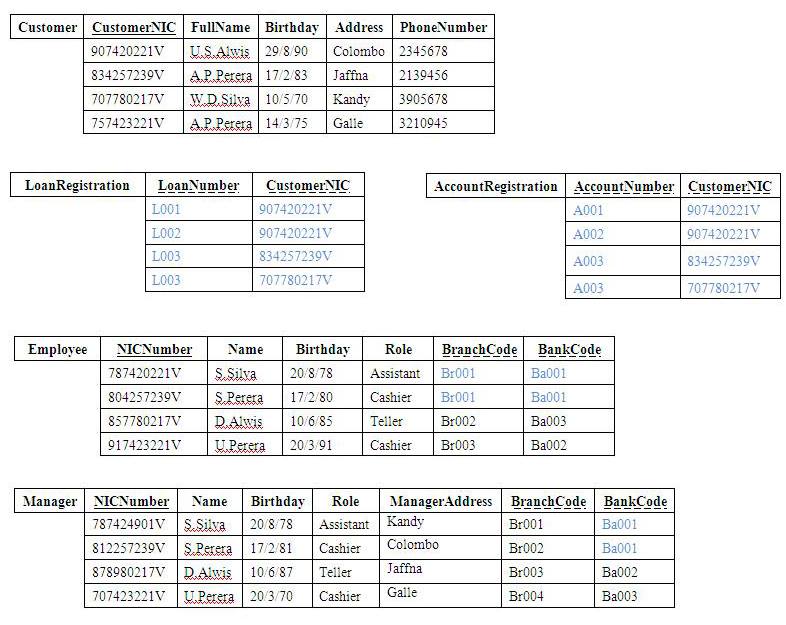 Customer CustomerNIC FullName Birthday Address PhoneNumber
907420221V U.S.Alwis 29/8/90 Colombo 2345678
834257239V A.P.Perera 17/2/83 Jaffna 2139456
707780217V W.D.Silva 10/5/70 Kandy 3905678
757423221V A.P.Perera 14/3/75 Galle 3210945
LoanRegistration LoanNumber CustomerNIC
L001 907420221V
L002 907420221V
L003 834257239V
L003 707780217V
AccountRegistration AccountNumber CustomerNIC
A001 907420221V
A002 907420221V
A003 834257239V
A003 707780217V
Employee NICNumber Name Birthday Role BranchCode BankCode
787420221V S.Silva 20/8/78 Assistant Br001 Ba001
804257239V S.Perera 17/2/80 Cashier Br001 Ba001
857780217V D.Alwis 10/6/85 Teller Br002 Ba003
917423221V U.Perera 20/3/91 Cashier Br003 Ba002
Manager NICNumber Name Birthday Role ManagerAddress BranchCode BankCode
787424901V S.Silva 20/8/78 Assistant Kandy Br001 Ba001
812257239V S.Perera 17/2/81 Cashier Colombo Br002 Ba001
878980217V D.Alwis 10/6/87 Teller Jaffna Br003 Ba002
707423221V U.Perera 20/3/70 Cashier Galle Br004 Ba003